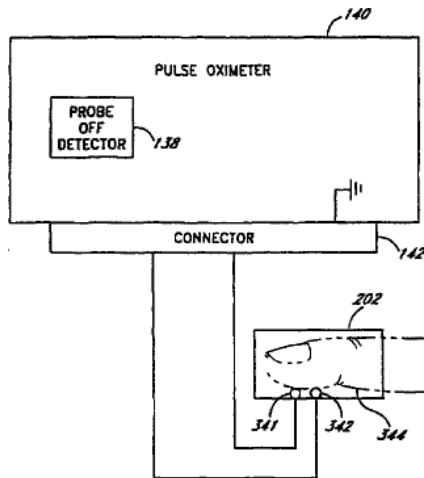 140
PULSE OXIMETER
PROBE
OFF
DETECTOR
138
CONNECTOR
142
202
341
342
344